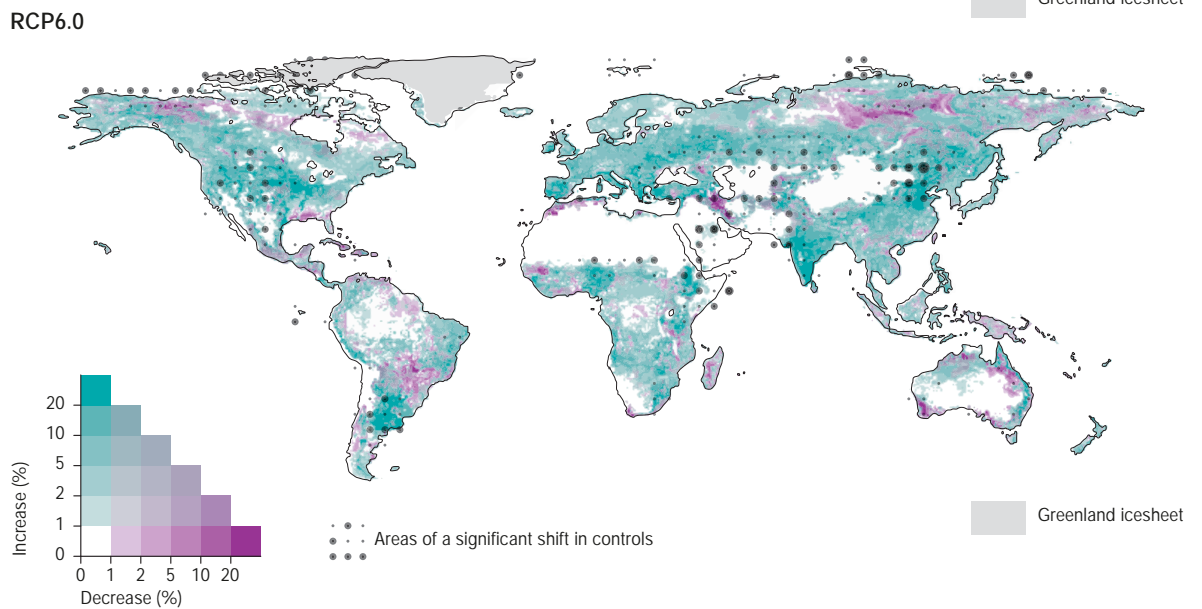 Greenland icesheet
RCP6.0
20
10
5
2
1
0
Increase (%)
0 1 2 5 10 20
Decrease (%)
Areas of a significant shift in controls
Greenland icesheet